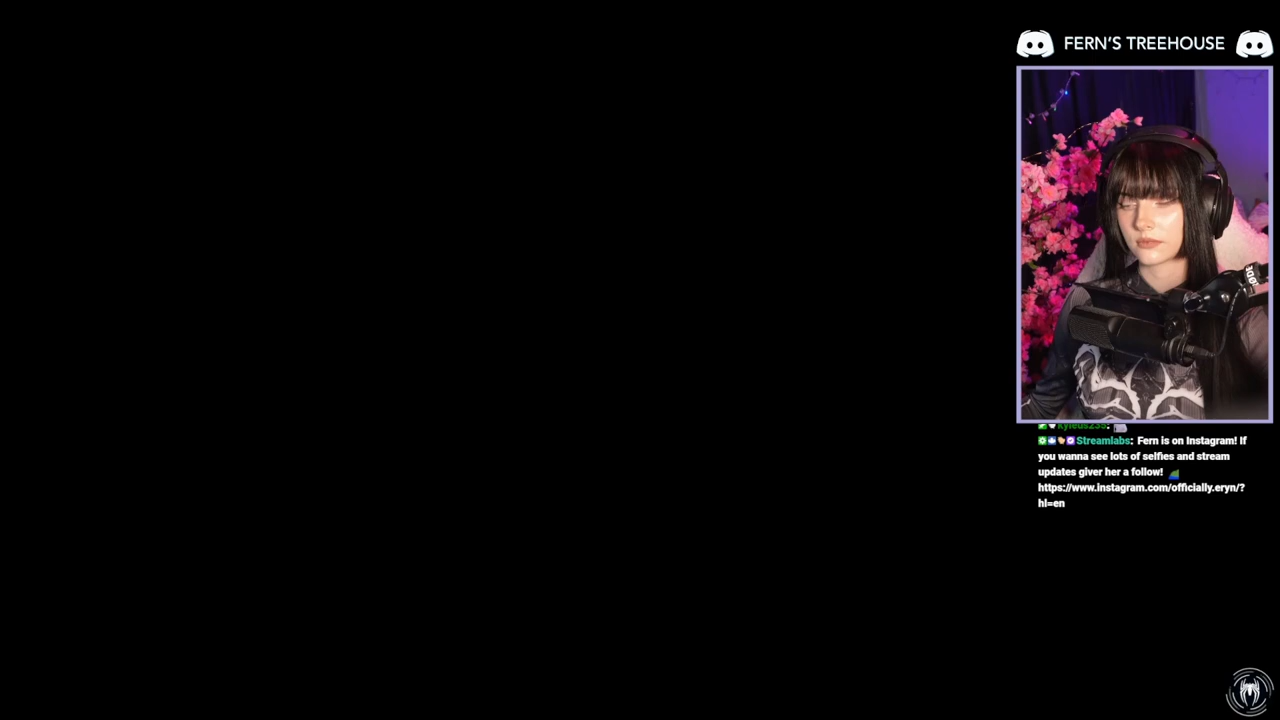 FERN'S TREEHOUSE
kyleds235:
Streamlabs: Fern is on Instagram! If
you wanna see lots of selfies and stream
updates giver her a follow!
https://www.instagram.com/officially.eryn/?
hl=en